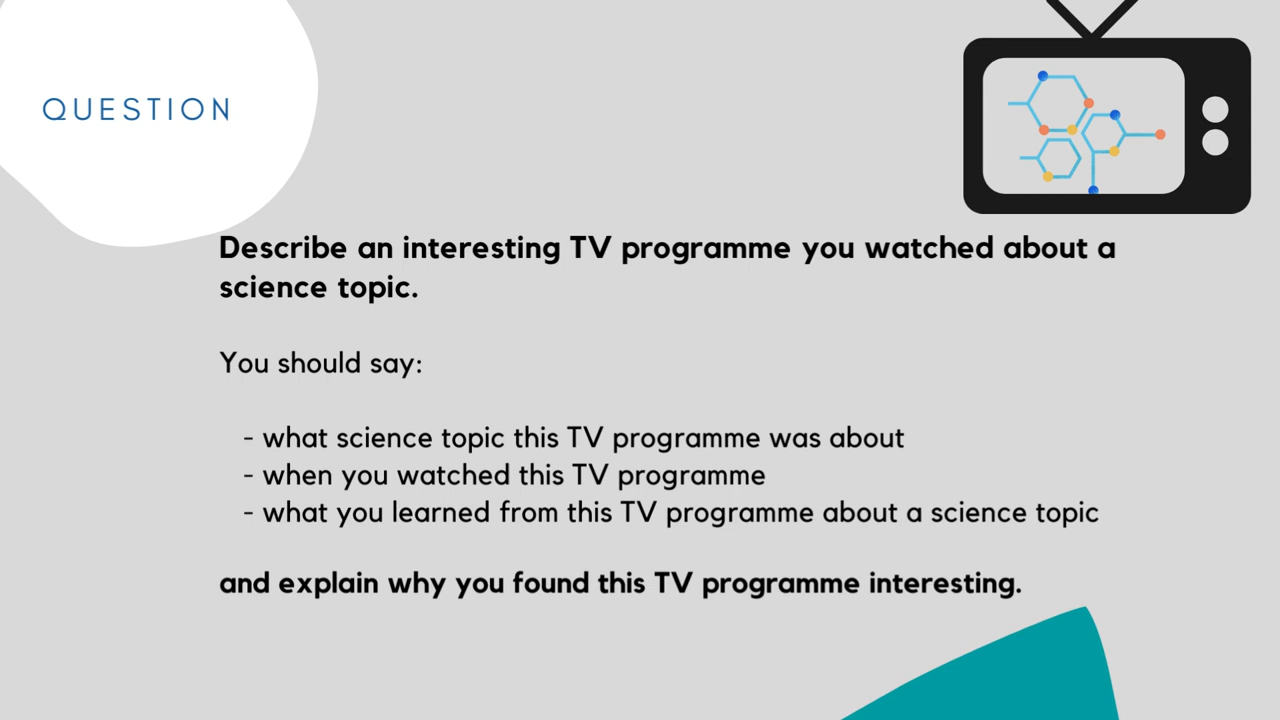 QUESTION
Describe an interesting TV programme you watched about a
science topic.
You should say:
- what science topic this TV programme was about
- when you watched this TV programme
- what you learned from this TV programme about a science topic
and explain why you found this TV programme interesting.